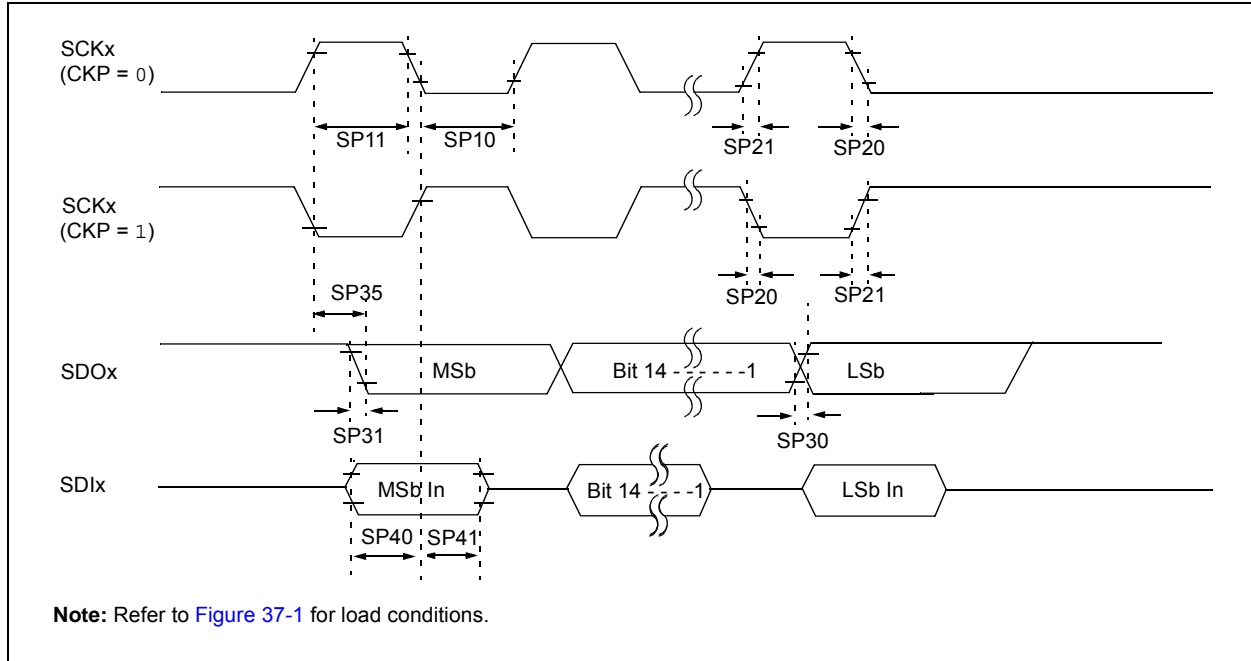 SCKx
(CKP = 0)
SP11
SP10
SP21
SP20
SCKx
(CKP = 1)
SP35
SP20
SP21
SDOx
MSb
Bit 14 - - - - - - -1
LSb
SP31
SP30
SDIx
MSb In
Bit 14 - - - - -1
LSb In
SP40
SP41
Note: Refer to Figure 37-1 for load conditions.